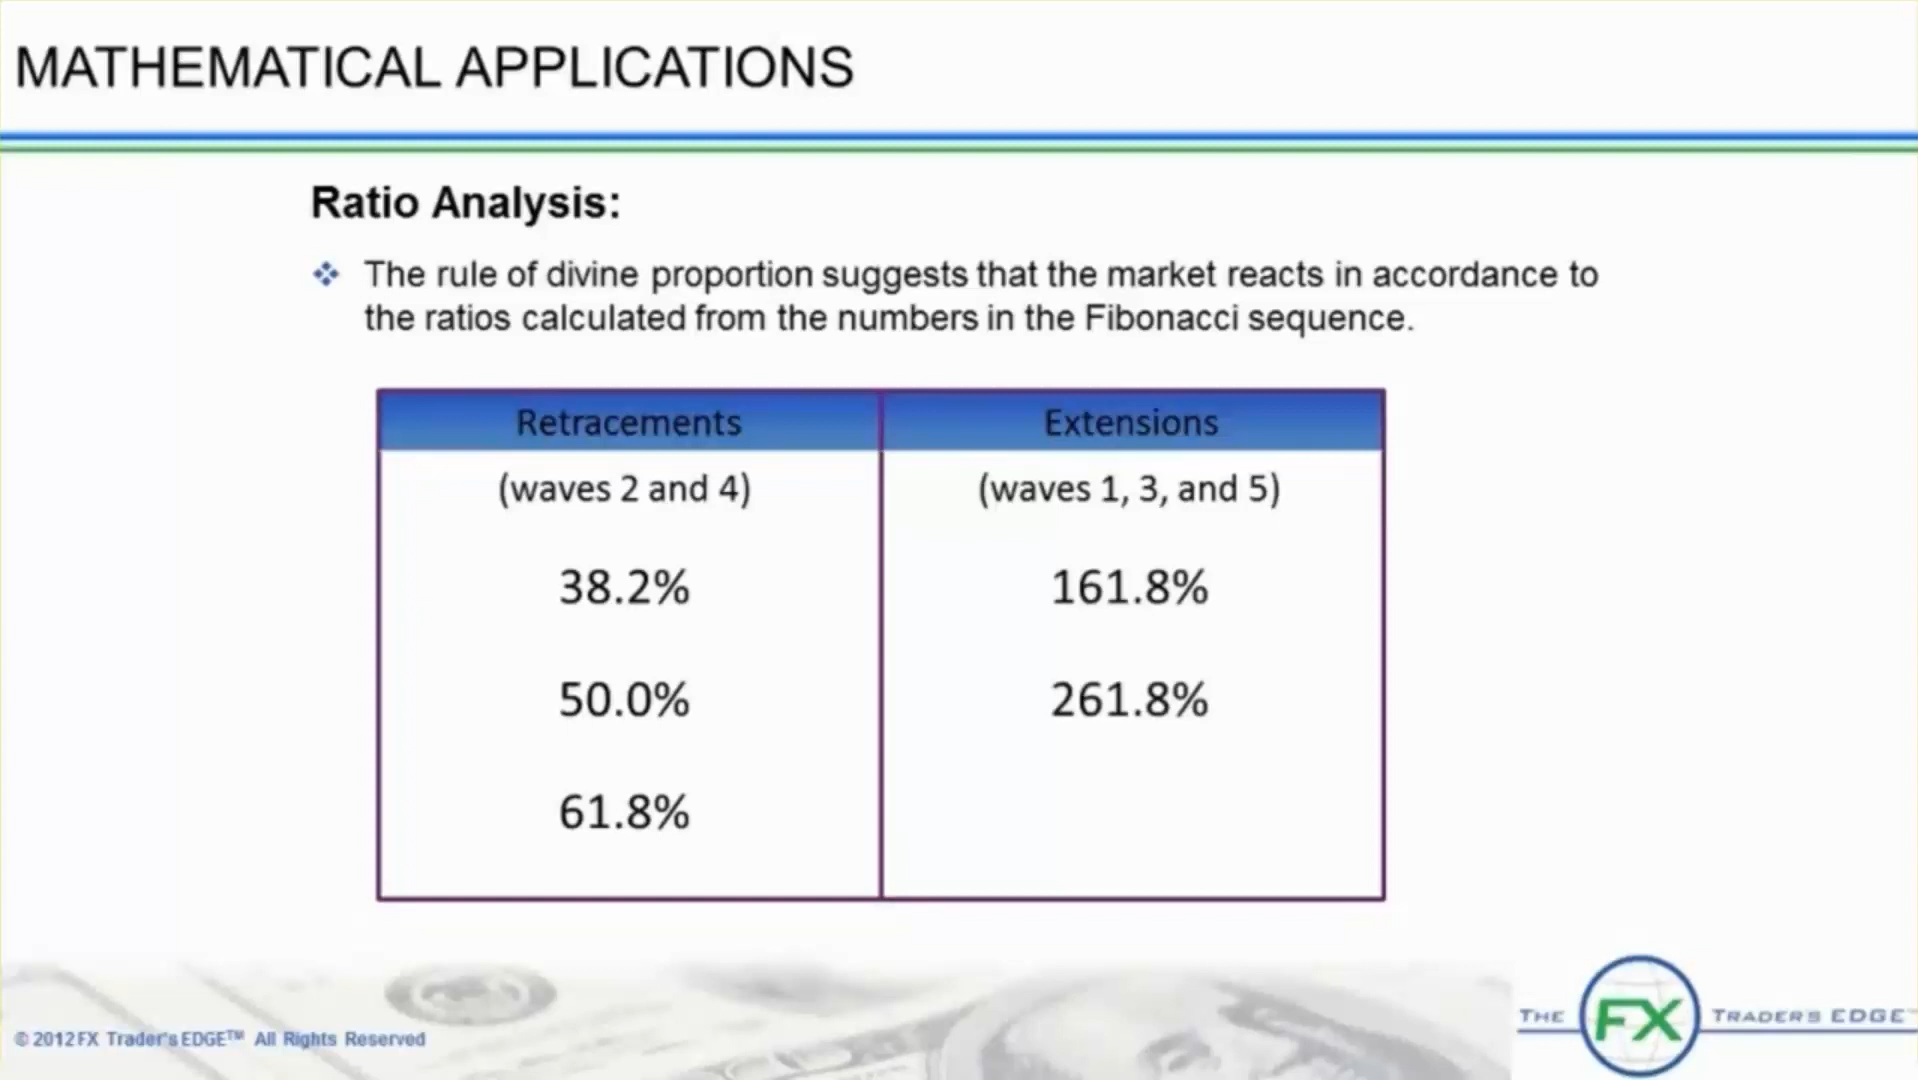 MATHEMATICAL APPLICATIONS
Ratio Analysis:
The rule of divine proportion suggests that the market reacts in accordance to
the ratios calculated from the numbers in the Fibonacci sequence.
Retracements Extensions
(waves 2 and 4) (waves 1, 3, and 5)
38.2% 161.8%
50.0% 261.8%
61.8%
© 2012 FX Trader's EDGE™ All Rights Reserved
THE FX TRADER'S EDGE™